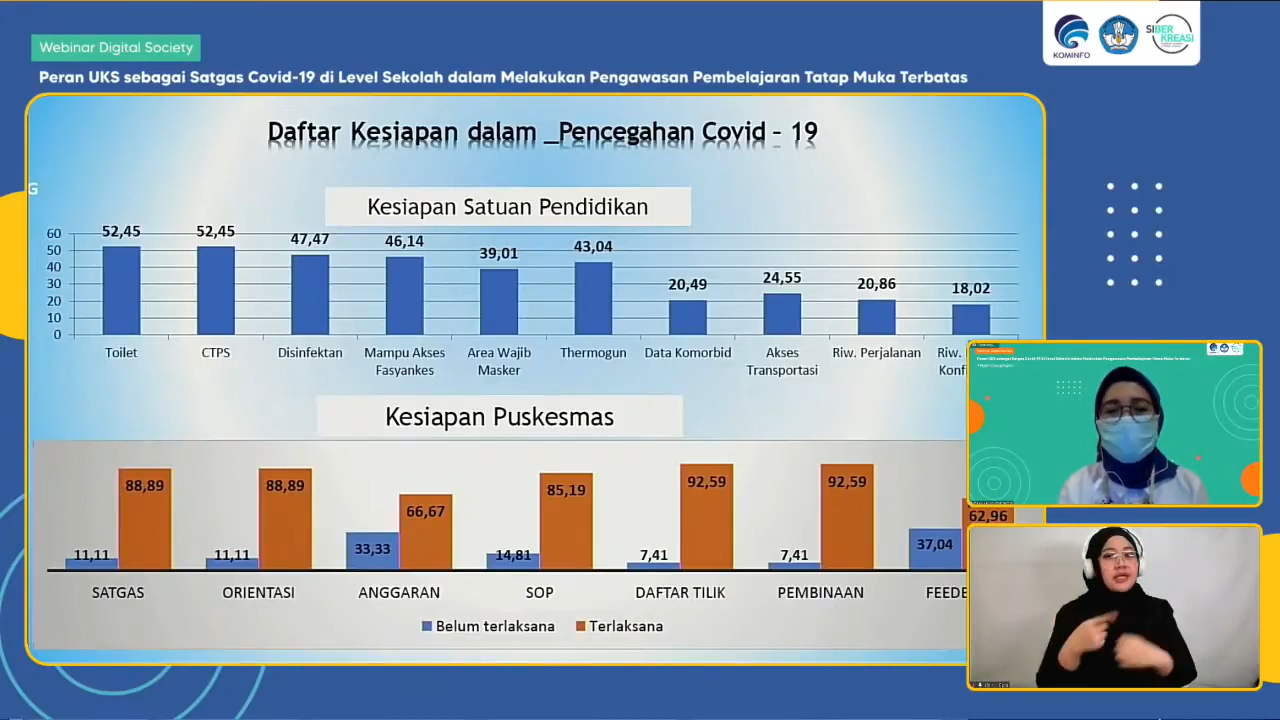 Webinar Digital Society
Peran UKS sebagai Satgas Covid-19 di Level Sekolah dalam Melakukan Pengawasan Pembelajaran Tatap Muka Terbatas
KOMINFO
SIBER
KREASI
Daftar Kesiapan dalam _Pencegahan Covid - 19
G
Kesiapan Satuan Pendidikan
60
50
40
30
20
10
0
52,45 52,45 47,47 46,14 39,01 43,04 20,49 24,55 20,86 18,02
Toilet CTPS Disinfektan Mampu Akses Area Wajib Thermogun Data Komorbid Akses Riw. Perjalanan Riw.
Fasyankes Masker Transportasi Konfi
Kesiapan Puskesmas
88,89 88,89 66,67 85,19 92,59 92,59 62,96
11,11 11,11 33,33 14,81 7,41 7,41 37,04
SATGAS ORIENTASI ANGGARAN SOP DAFTAR TILIK PEMBINAAN FEEDE
Belum terlaksana Terlaksana